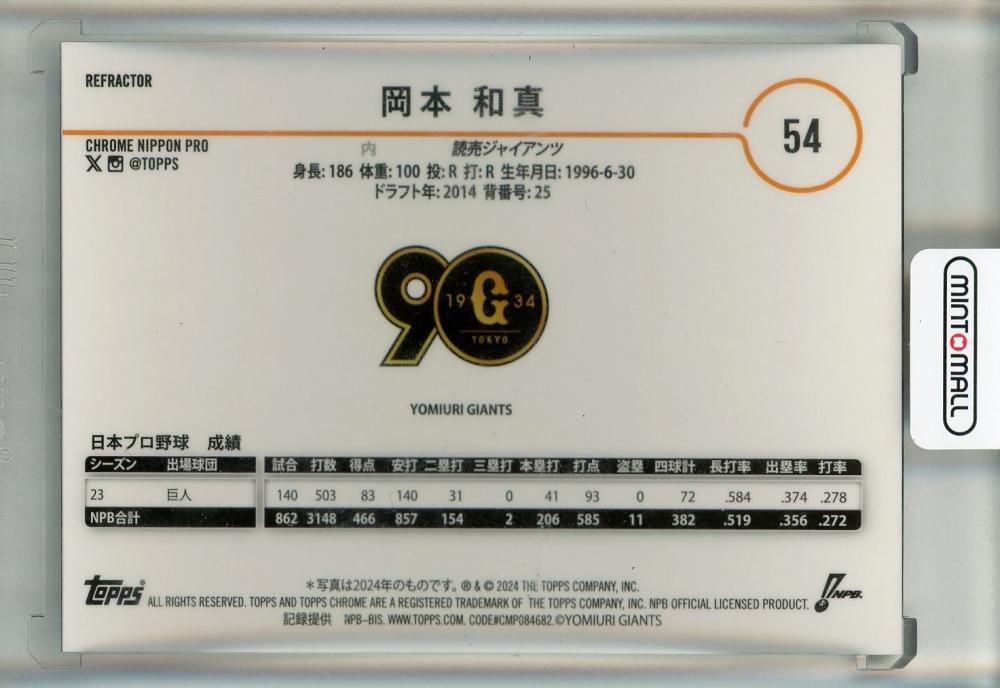 REFRACTOR
岡本 和真
54
CHROME NIPPON PRO
@TOPPS
内 読売ジャイアンツ
身長: 186 体重: 100 投: R 打: R 生年月日: 1996-6-30
ドラフト年: 2014 背番号: 25
90
19 G 34
TOKYO
YOMIURI GIANTS
MINT MALL
日本プロ野球 成績
シーズン 出場球団 試合 打数 得点 安打 二塁打 三塁打 本塁打 打点 盗塁 四球計 長打率 出塁率 打率
23 巨人 140 503 83 140 31 0 41 93 0 72 .584 .374 .278
NPB合計 862 3148 466 857 154 2 206 585 11 382 .519 .356 .272
Topps
*写真は2024年のものです。® & © 2024 THE TOPPS COMPANY, INC.
ALL RIGHTS RESERVED. TOPPS AND TOPPS CHROME ARE A REGISTERED TRADEMARK OF THE TOPPS COMPANY, INC. NPB OFFICIAL LICENSED PRODUCT.
NPB.
記録提供 NPB-BIS. WWW.TOPPS.COM. CODE#CMP084682.©YOMIURI GIANTS